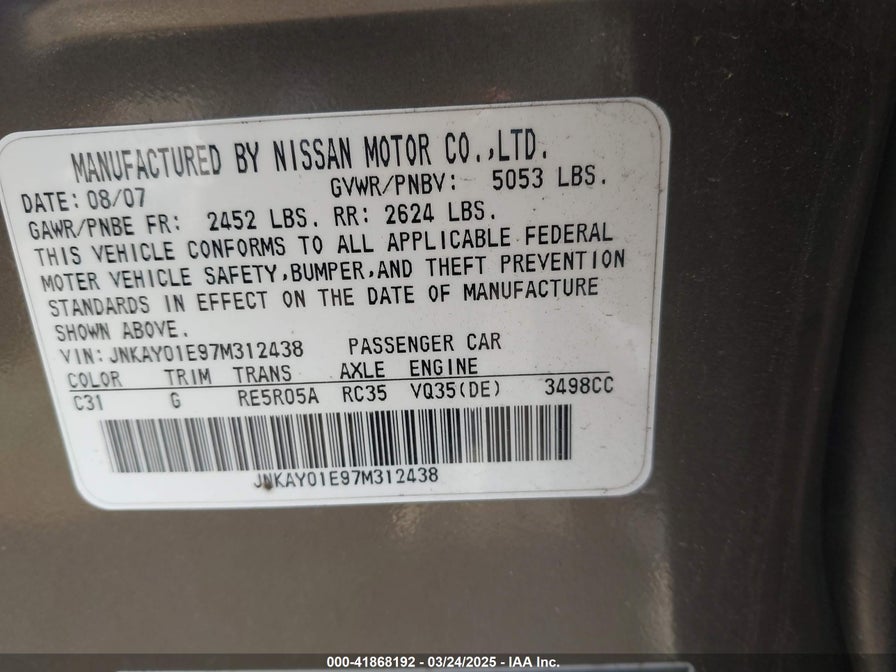 MANUFACTURED BY NISSAN MOTOR CO.,LTD.
DATE: 08/07 GVWR/PNBV: 5053 LBS.
GAWR/PNBE FR: 2452 LBS. RR: 2624 LBS.
THIS VEHICLE CONFORMS TO ALL APPLICABLE FEDERAL
MOTER VEHICLE SAFETY,BUMPER,AND THEFT PREVENTION
STANDARDS IN EFFECT ON THE DATE OF MANUFACTURE
SHOWN ABOVE.
VIN: JNKAY01E97M312438 PASSENGER CAR
COLOR TRIM TRANS AXLE ENGINE
C31 G RE5R05A RC35 VQ35(DE) 3498CC
JNKAY01E97M312438
000-41868192 - 03/24/2025 - IAA Inc.